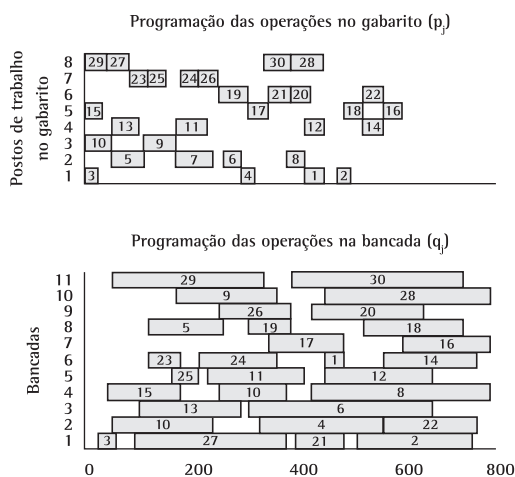 Programação das operações no gabarito (pj)
Postos de trabalho
no gabarito
8 29 27 30 28
7 23 25 24 26
6 19 21 20 22
5 15 17 18 16
4 13 11 12 14
3 10 9
2 5 7 6 8
1 3 4 1 2
Programação das operações na bancada (qj)
Bancadas
11 29 30
10 9 28
9 26 20
8 5 19 18
7 17 16
6 23 24 1 14
5 25 11 12
4 15 10 8
3 13 6
2 10 4 22
1 3 27 21 2
0 200 400 600 800